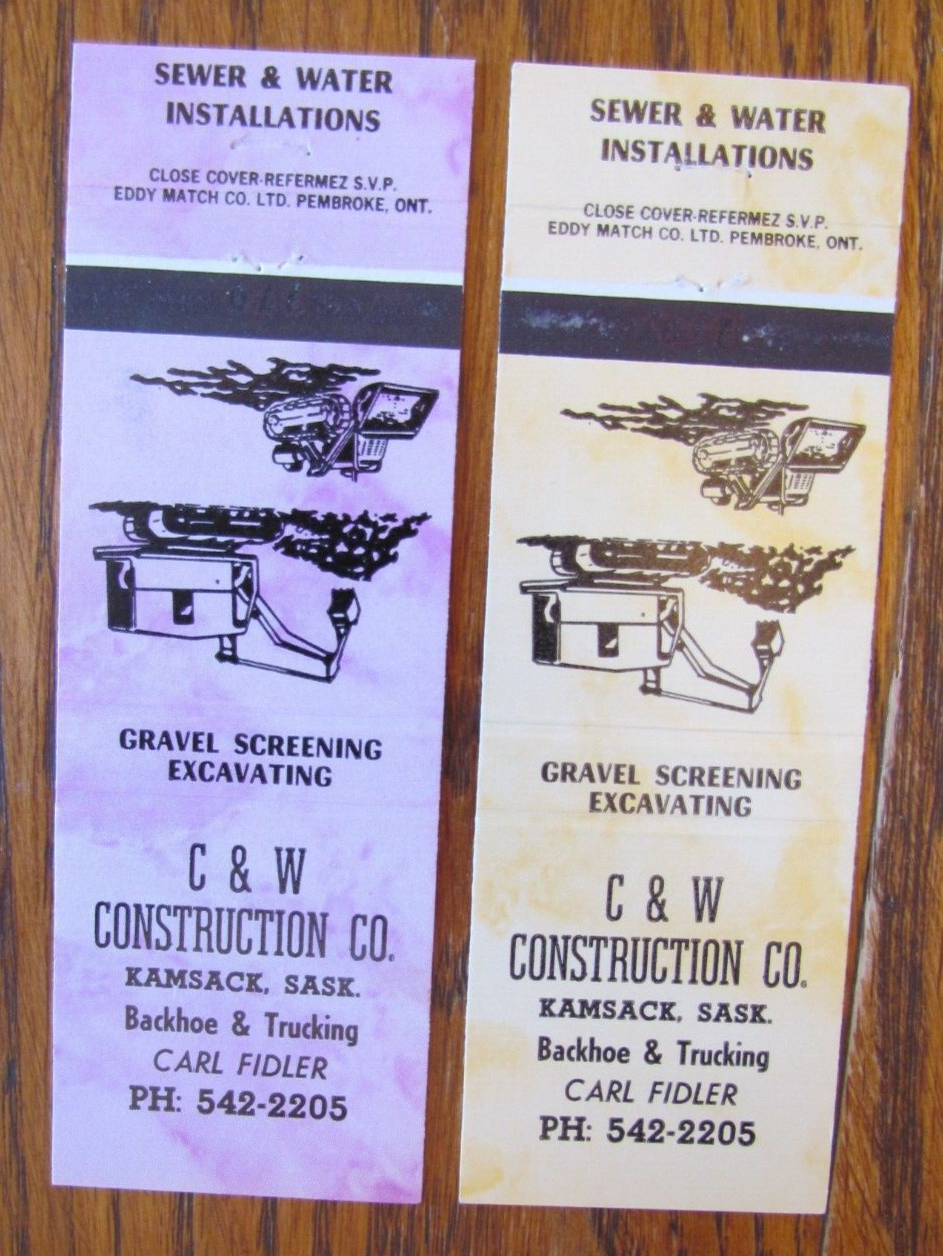 SEWER & WATER
INSTALLATIONS
CLOSE COVER-REFERMEZ S.V.P.
EDDY MATCH CO. LTD. PEMBROKE, ONT.
GRAVEL SCREENING
EXCAVATING
C & W
CONSTRUCTION CO.
KAMSACK, SASK.
Backhoe & Trucking
CARL FIDLER
PH: 542-2205
SEWER & WATER
INSTALLATIONS
CLOSE COVER-REFERMEZ S.V.P.
EDDY MATCH CO. LTD. PEMBROKE, ONT.
GRAVEL SCREENING
EXCAVATING
C & W
CONSTRUCTION CO.
KAMSACK, SASK.
Backhoe & Trucking
CARL FIDLER
PH: 542-2205